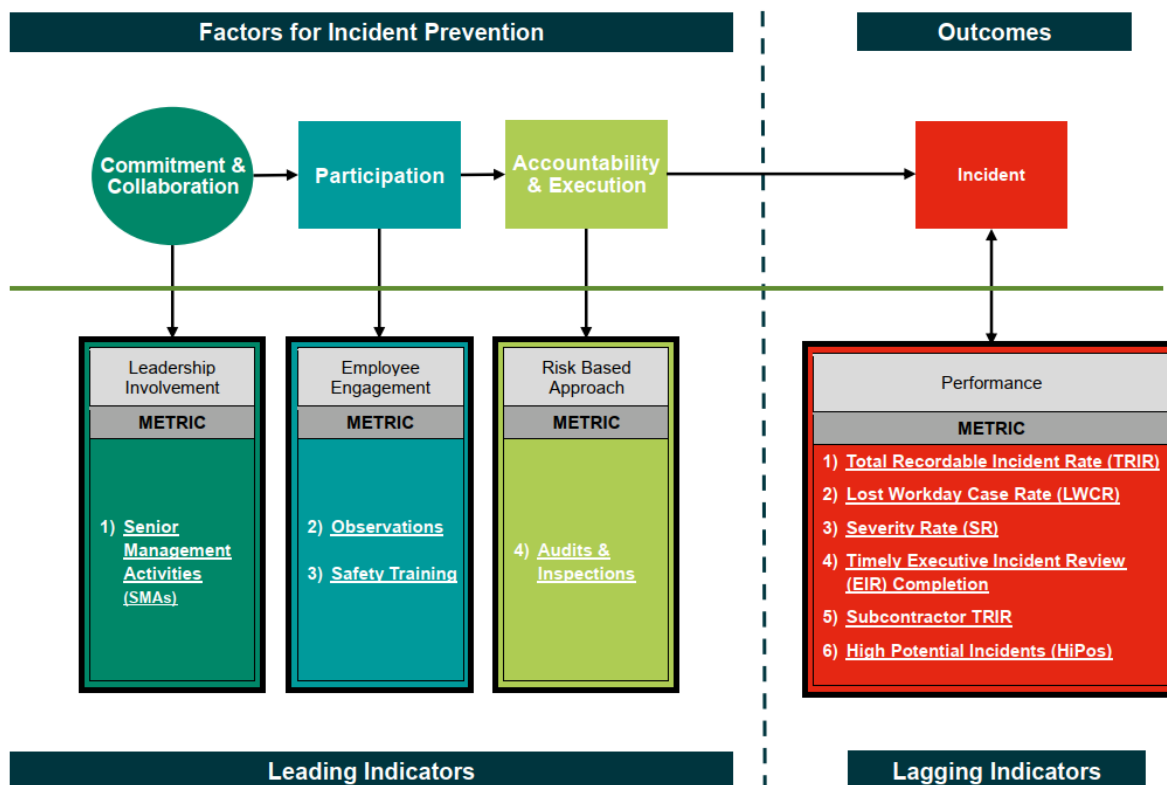 Factors for Incident Prevention
Outcomes
Commitment &
Collaboration
Participation
Accountability
& Execution
Incident
Leadership
Involvement
METRIC
1) Senior
Management
Activities
(SMAs)
Employee
Engagement
METRIC
2) Observations
3) Safety Training
Risk Based
Approach
METRIC
4) Audits &
Inspections
Performance
METRIC
1) Total Recordable Incident Rate (TRIR)
2) Lost Workday Case Rate (LWCR)
3) Severity Rate (SR)
4) Timely Executive Incident Review
(EIR) Completion
5) Subcontractor TRIR
6) High Potential Incidents (HiPos)
Leading Indicators
Lagging Indicators